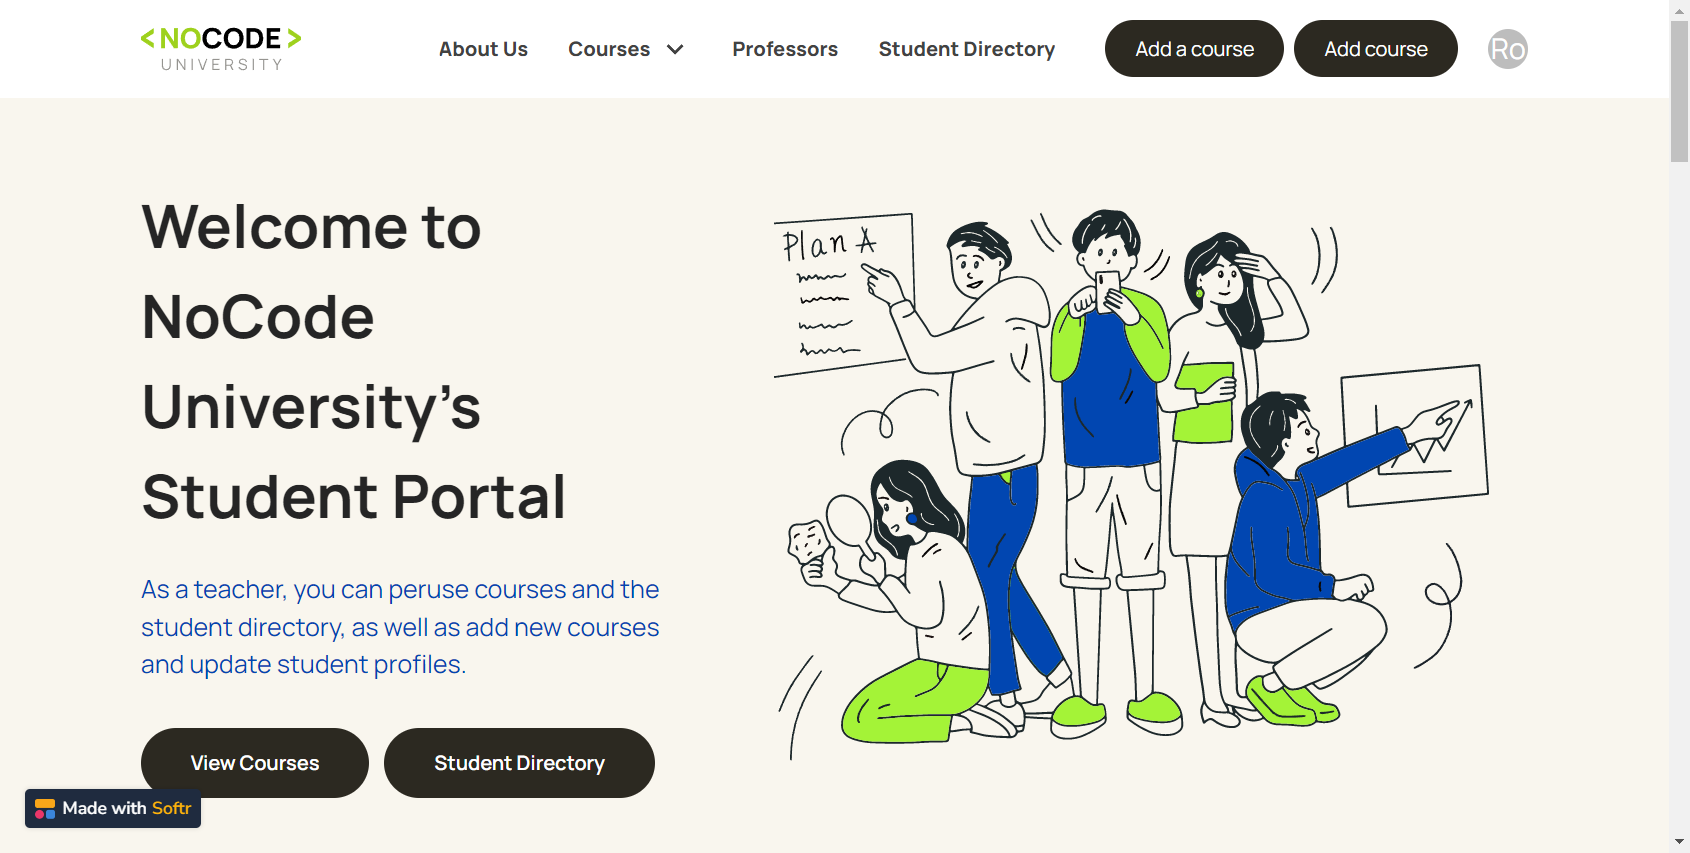 <NOCODE>
UNIVERSITY
About Us
Courses
Professors
Student Directory
Add a course
Add course
Ro
Welcome to
NoCode
University’s
Student Portal
As a teacher, you can peruse courses and the
student directory, as well as add new courses
and update student profiles.
View Courses
Student Directory
Plan A
Made with Softr